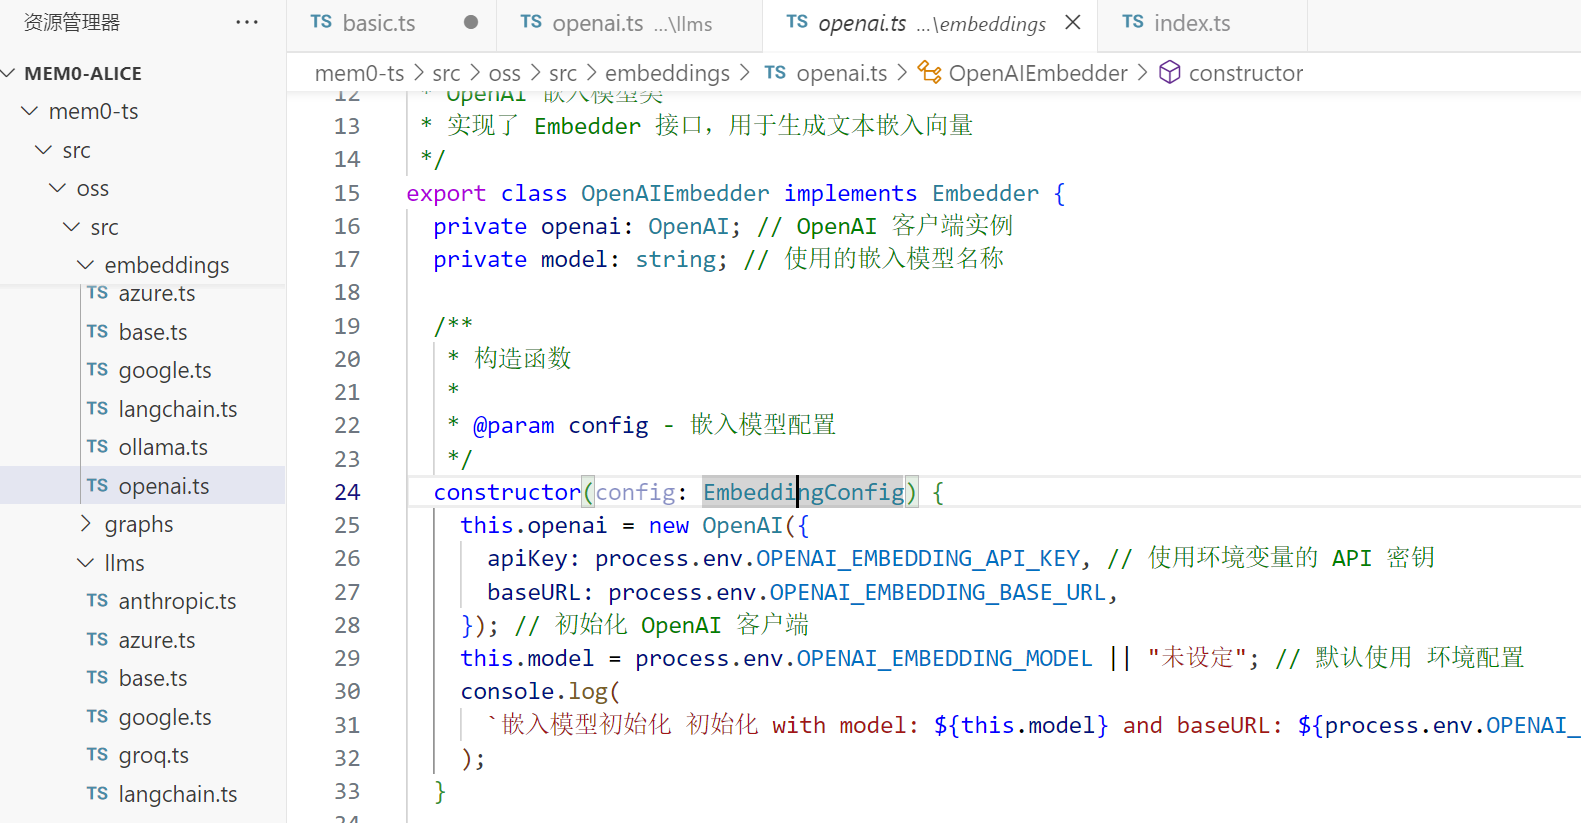 资源管理器
MEM0-ALICE
mem0-ts
src
oss
src
embeddings
TS azure.ts
TS base.ts
TS google.ts
TS langchain.ts
TS ollama.ts
TS openai.ts
graphs
llms
TS anthropic.ts
TS azure.ts
TS base.ts
TS google.ts
TS groq.ts
TS langchain.ts
TS basic.ts
TS openai.ts ...\llms
TS openai.ts ...\embeddings
TS index.ts
mem0-ts > src > oss > src > embeddings > TS openai.ts > OpenAIEmbedder > constructor
12 * OpenAI 嵌入模型类
13 * 实现了 Embedder 接口，用于生成文本嵌入向量
14 */
15 export class OpenAIEmbedder implements Embedder {
16 private openai: OpenAI; // OpenAI 客户端实例
17 private model: string; // 使用的嵌入模型名称
18
19 /**
20 * 构造函数
21 *
22 * @param config - 嵌入模型配置
23 */
24 constructor(config: EmbeddingConfig) {
25 this.openai = new OpenAI({
26 apiKey: process.env.OPENAI_EMBEDDING_API_KEY, // 使用环境变量的 API 密钥
27 baseURL: process.env.OPENAI_EMBEDDING_BASE_URL,
28 }); // 初始化 OpenAI 客户端
29 this.model = process.env.OPENAI_EMBEDDING_MODEL || "未设定"; // 默认使用 环境配置
30 console.log(
31 `嵌入模型初始化 初始化 with model: ${this.model} and baseURL: ${process.env.OPENAI_
32 );
33 }
34